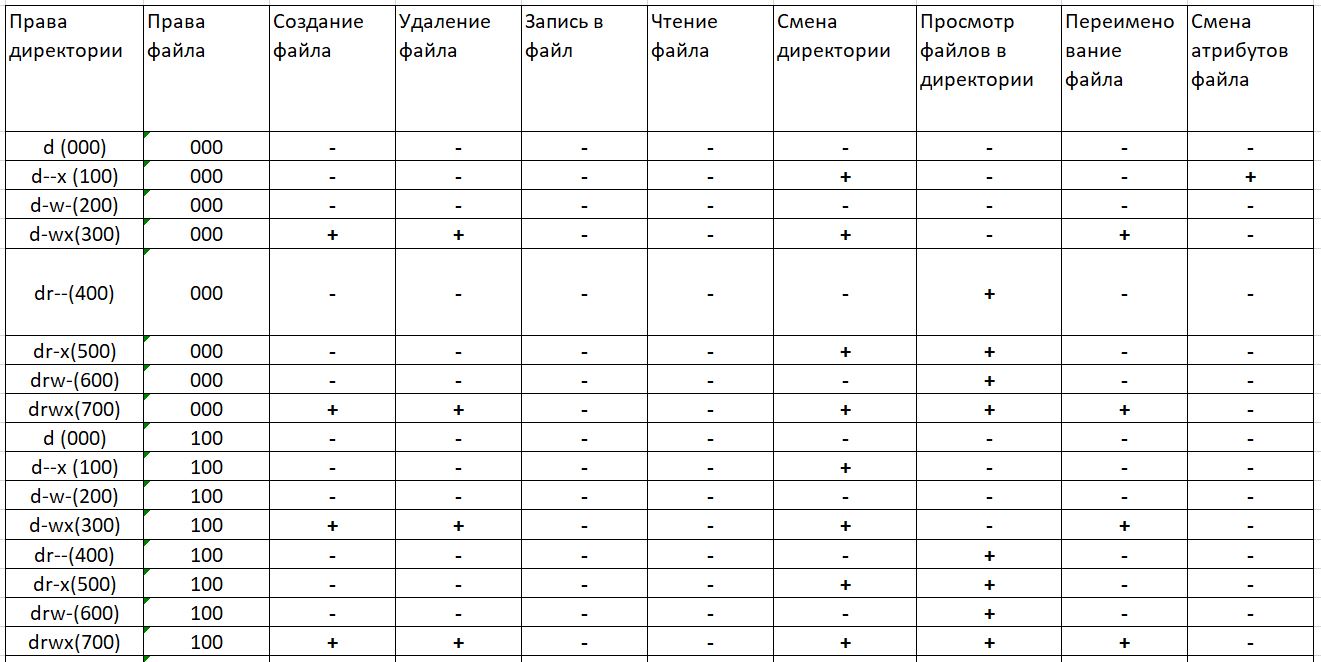 Права директории | Права файла | Создание файла | Удаление файла | Запись в файл | Чтение файла | Смена директории | Просмотр файлов в директории | Переимено вание файла | Смена атрибутов файла
d (000) | 000 | - | - | - | - | - | - | - | -
d--x (100) | 000 | - | - | - | - | + | - | - | +
d-w-(200) | 000 | - | - | - | - | - | - | - | -
d-wx(300) | 000 | + | + | - | - | + | - | + | -
dr--(400) | 000 | - | - | - | - | - | + | - | -
dr-x(500) | 000 | - | - | - | - | + | + | - | -
drw-(600) | 000 | - | - | - | - | - | + | - | -
drwx(700) | 000 | + | + | - | - | + | + | + | -
d (000) | 100 | - | - | - | - | - | - | - | -
d--x (100) | 100 | - | - | - | - | + | - | - | -
d-w-(200) | 100 | - | - | - | - | - | - | - | -
d-wx(300) | 100 | + | + | - | - | + | - | + | -
dr--(400) | 100 | - | - | - | - | - | + | - | -
dr-x(500) | 100 | - | - | - | - | + | + | - | -
drw-(600) | 100 | - | - | - | - | - | + | - | -
drwx(700) | 100 | + | + | - | - | + | + | + | -